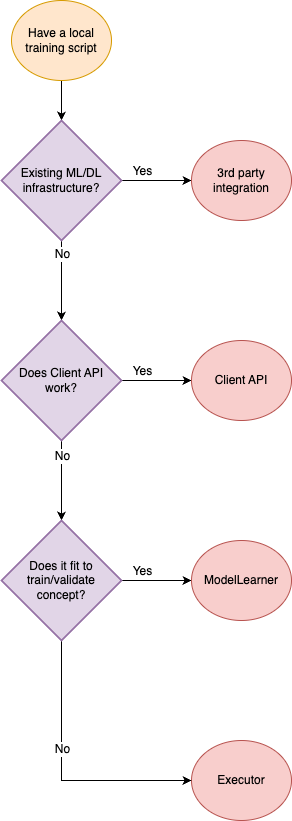 Have a local
training script
Existing ML/DL
infrastructure?
Yes
3rd party
integration
No
Does Client API
work?
Yes
Client API
No
Does it fit to
train/validate
concept?
Yes
ModelLearner
No
Executor